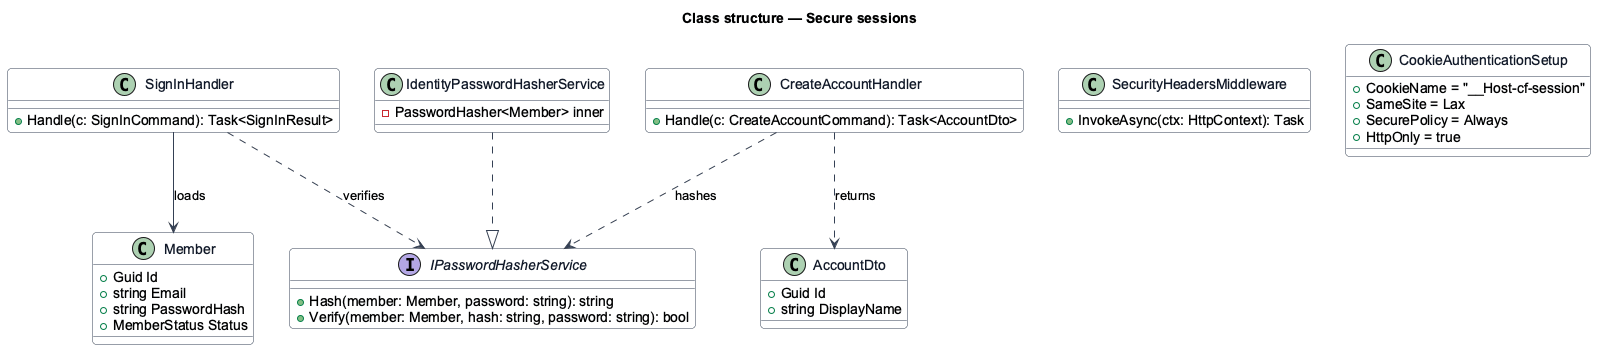 Class structure — Secure sessions
C SignInHandler
Handle(c: SignInCommand): Task<SignInResult>
C IdentityPasswordHasherService
PasswordHasher<Member> inner
C CreateAccountHandler
Handle(c: CreateAccountCommand): Task<AccountDto>
C SecurityHeadersMiddleware
InvokeAsync(ctx: HttpContext): Task
C CookieAuthenticationSetup
CookieName = "__Host-cf-session"
SameSite = Lax
SecurePolicy = Always
HttpOnly = true
loads
verifies
hashes
returns
C Member
Guid Id
string Email
string PasswordHash
MemberStatus Status
I IPasswordHasherService
Hash(member: Member, password: string): string
Verify(member: Member, hash: string, password: string): bool
C AccountDto
Guid Id
string DisplayName